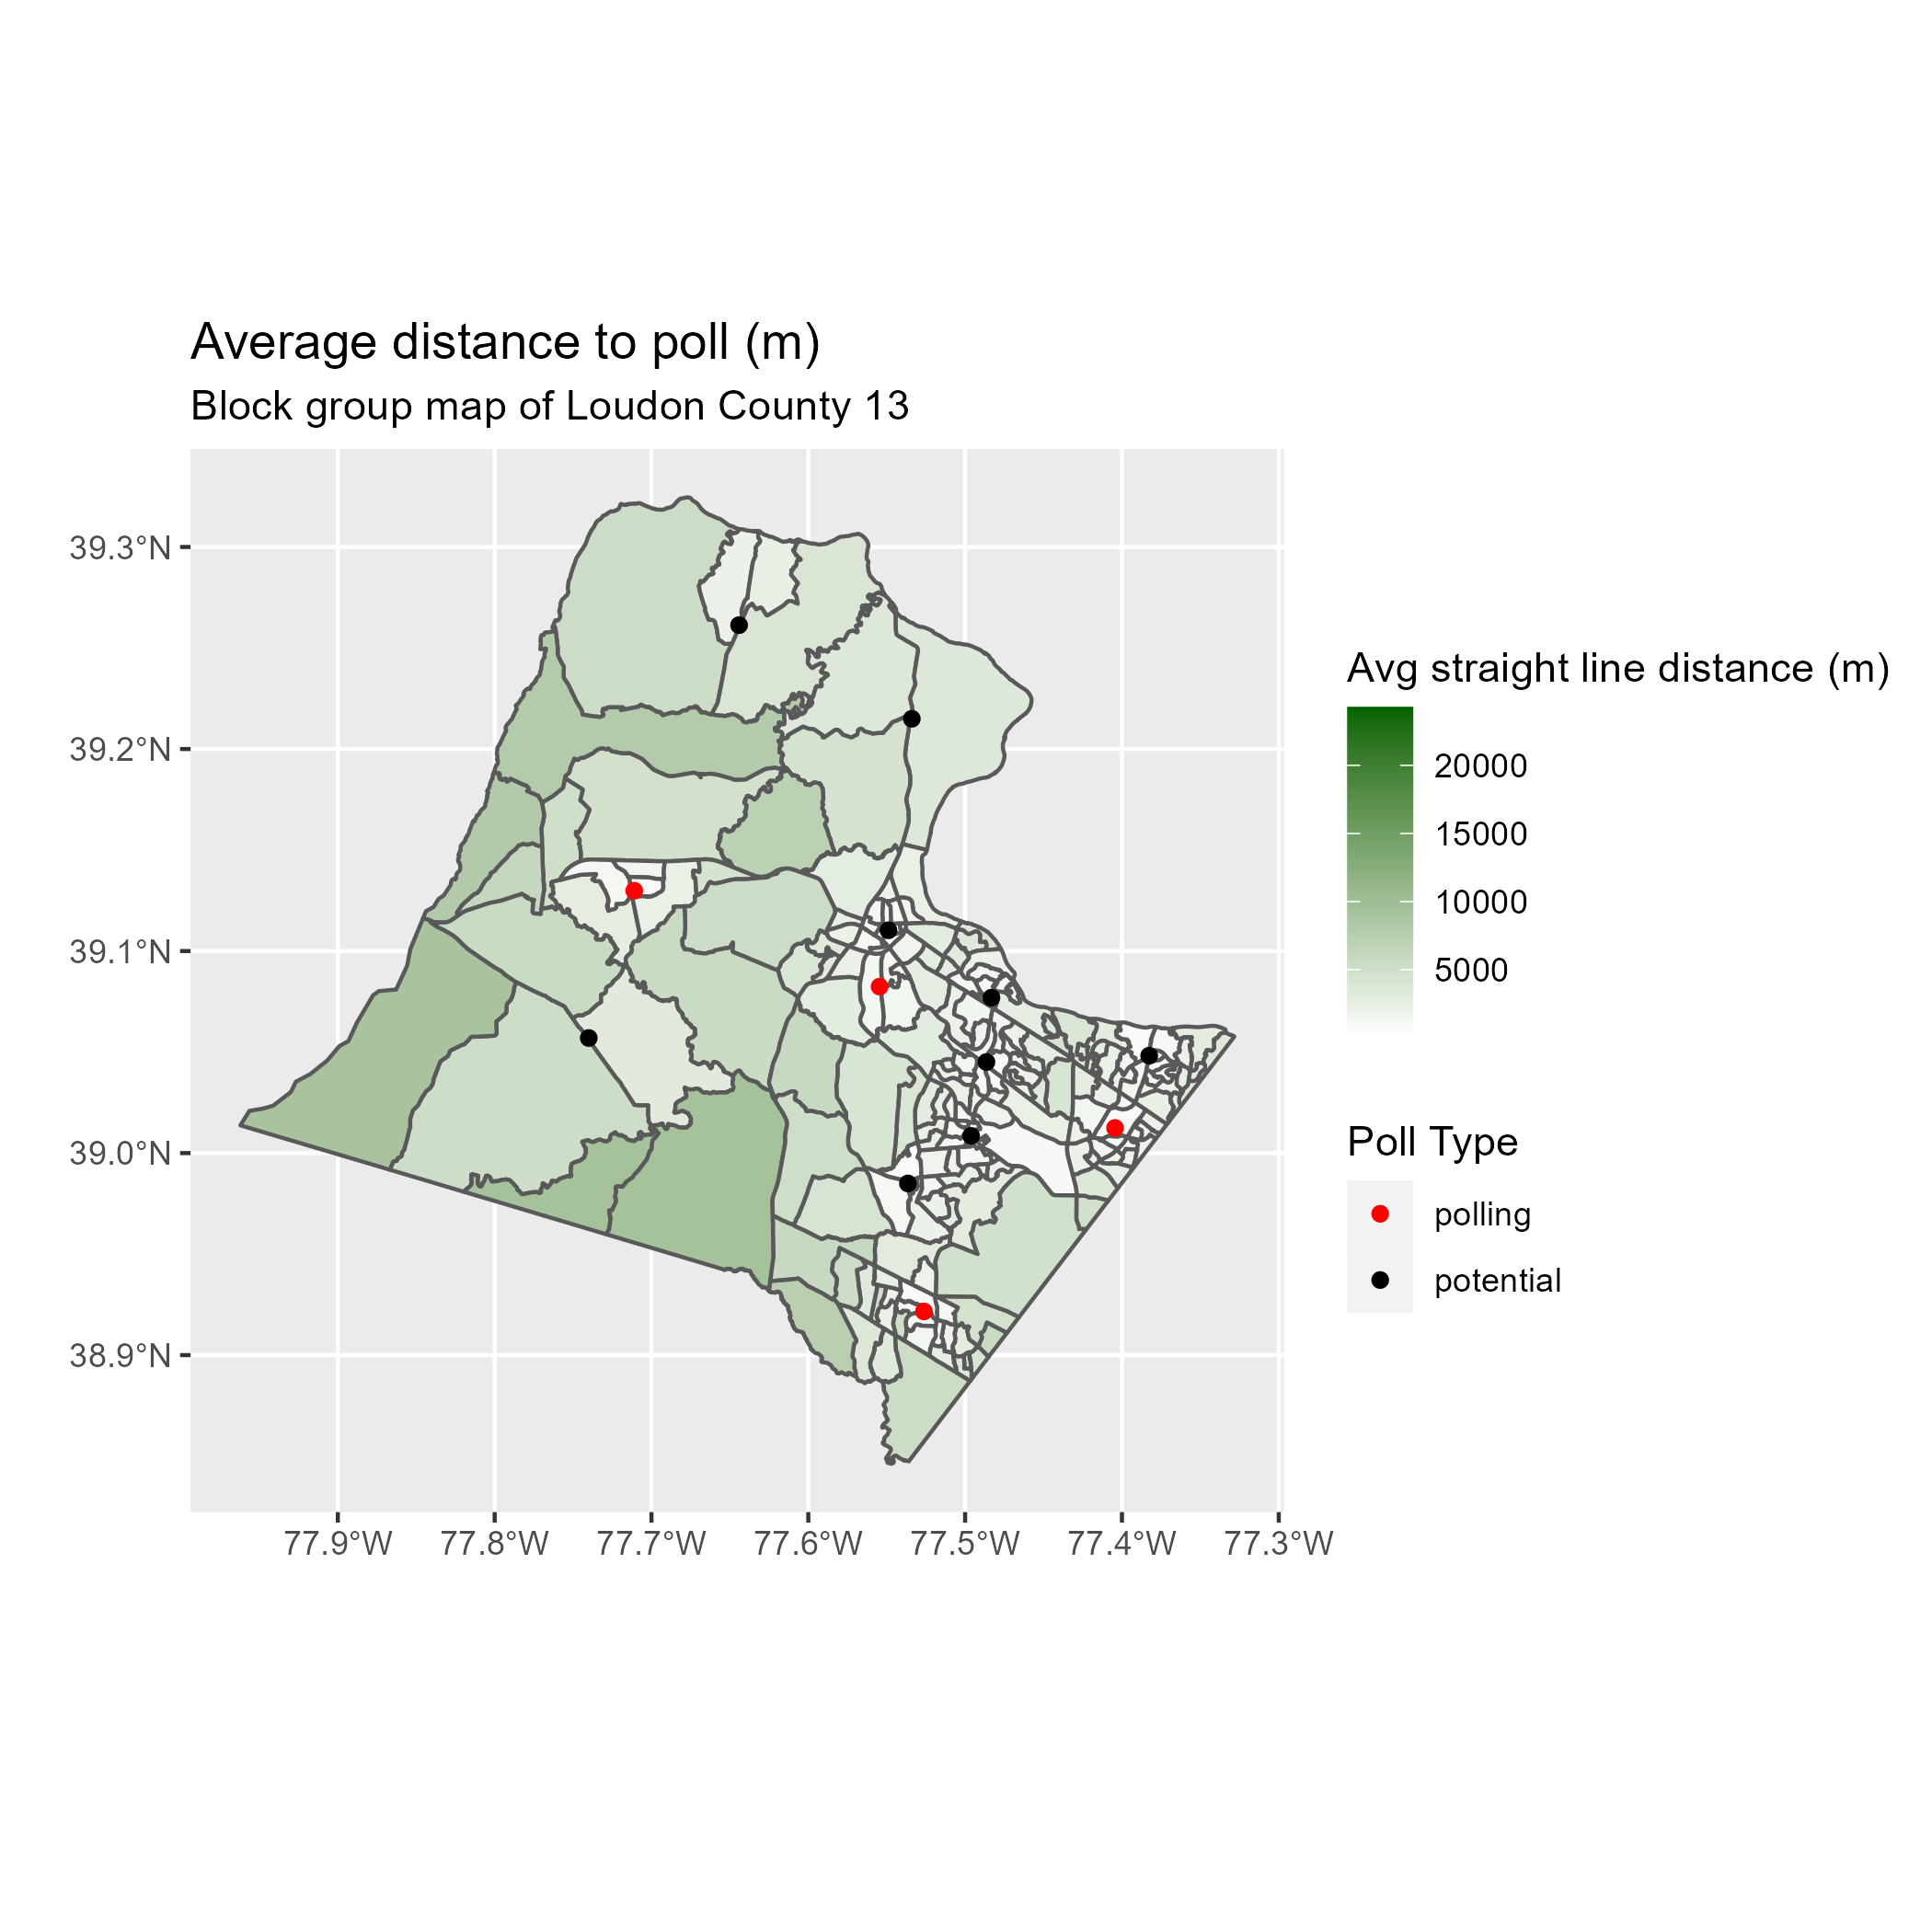 Average distance to poll (m)
Block group map of Loudon County 13
39.3°N
39.2°N
39.1°N
39.0°N
38.9°N
77.9°W
77.8°W
77.7°W
77.6°W
77.5°W
77.4°W
77.3°W
Avg straight line distance (m)
20000
15000
10000
5000
Poll Type
polling
potential